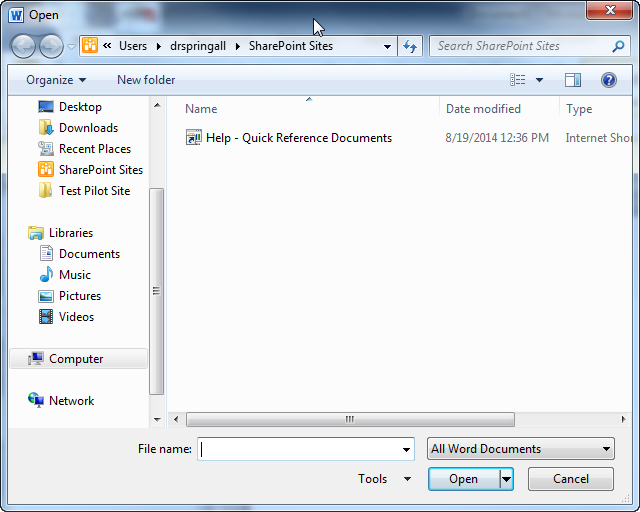 W Open
« Users drspringall SharePoint Sites Search SharePoint Sites
Organize New folder ?
Name Date modified Type
Help - Quick Reference Documents 8/19/2014 12:36 PM Internet Sho
Desktop
Downloads
Recent Places
SharePoint Sites
Test Pilot Site
Libraries
Documents
Music
Pictures
Videos
Computer
Network
File name: All Word Documents
Tools Open Cancel